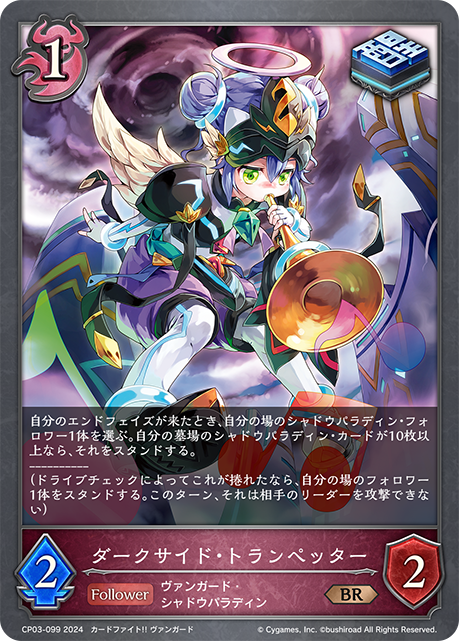 1
自分のエンドフェイズが来たとき、自分の場のシャドウパラディン・フォ
ロワー1体を選ぶ。自分の墓場のシャドウパラディン・カードが10枚以
上なら、それをスタンドする。
----------
(ドライブチェックによってこれが捲れたなら、自分の場のフォロワー
1体をスタンドする。このターン、それは相手のリーダーを攻撃できな
い)
ダークサイド・トランペッター
2
Follower
ヴァンガード・
シャドウパラディン
BR
2
CP03-099 2024 カードファイト!! ヴァンガード
© Cygames, Inc. ©bushiroad All Rights Reserved.